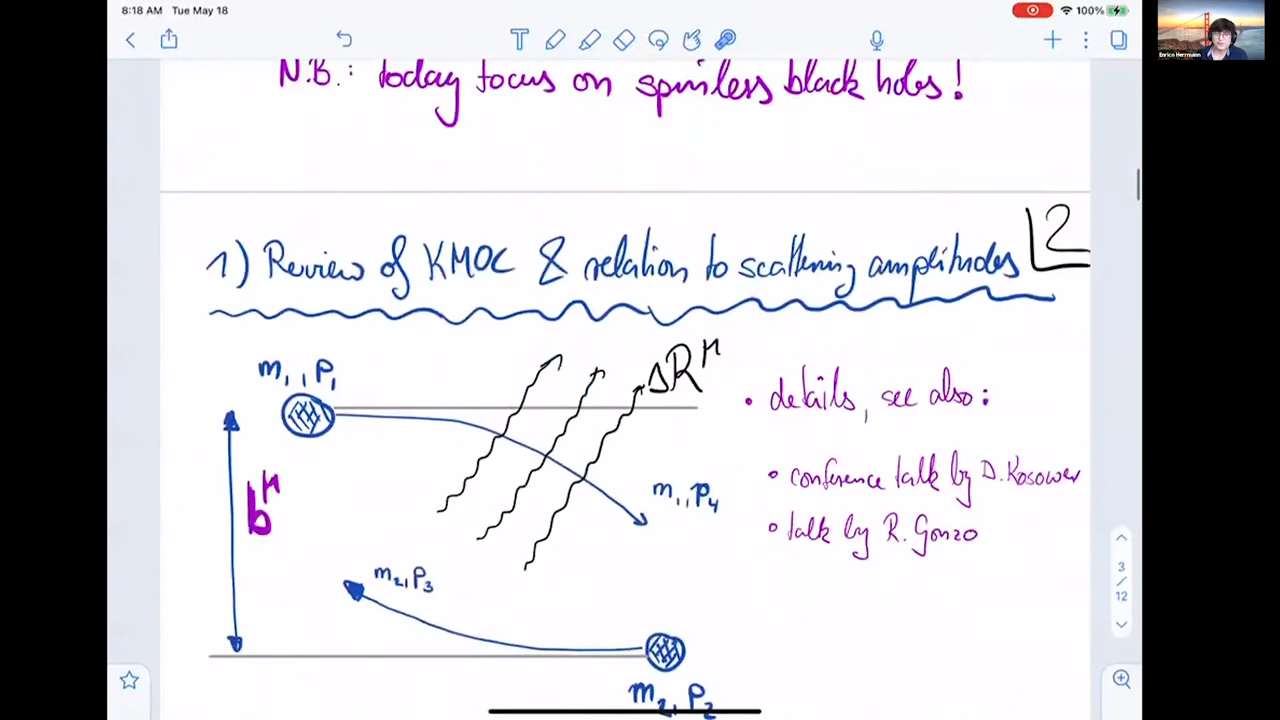 8:18 AM Tue May 18
100%
N.B.: today focus on spinless black holes!
1) Review of KMOC & relation to scattering amplitudes
2
m₁, p₁
ΔR^μ
• details, see also:
• conference talk by D. Kosower
b^μ
m₁, p₄
• talk by R. Gonzo
m₂, p₃
m₂, p₂
3
/
12
Enrico Herrmann